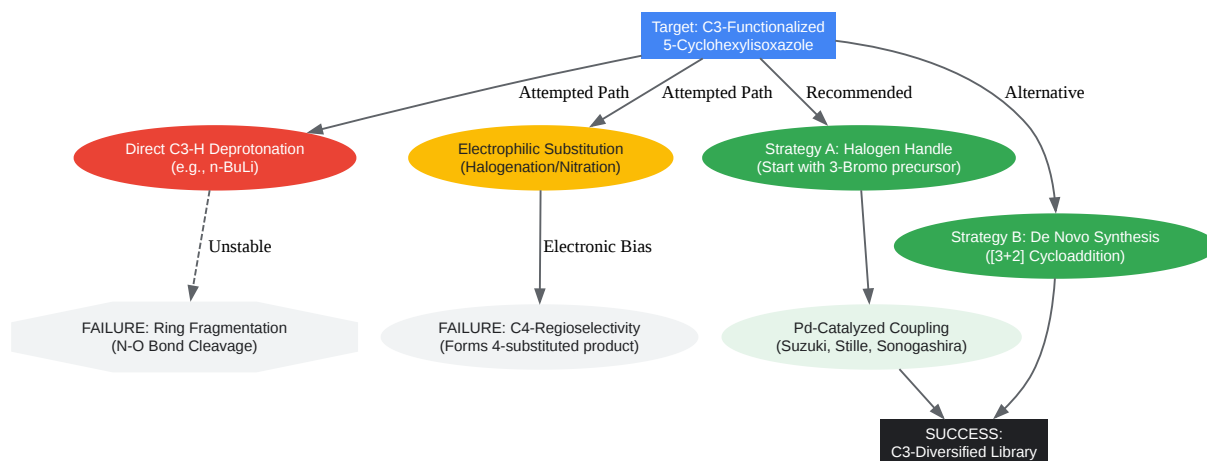 Target: C3-Functionalized
5-Cyclohexylisoxazole
Attempted Path
Attempted Path
Recommended
Alternative
Direct C3-H Deprotonation
(e.g., n-BuLi)
Electrophilic Substitution
(Halogenation/Nitration)
Strategy A: Halogen Handle
(Start with 3-Bromo precursor)
Unstable
Electronic Bias
Strategy B: De Novo Synthesis
([3+2] Cycloaddition)
FAILURE: Ring Fragmentation
(N-O Bond Cleavage)
FAILURE: C4-Regioselectivity
(Forms 4-substituted product)
Pd-Catalyzed Coupling
(Suzuki, Stille, Sonogashira)
SUCCESS:
C3-Diversified Library